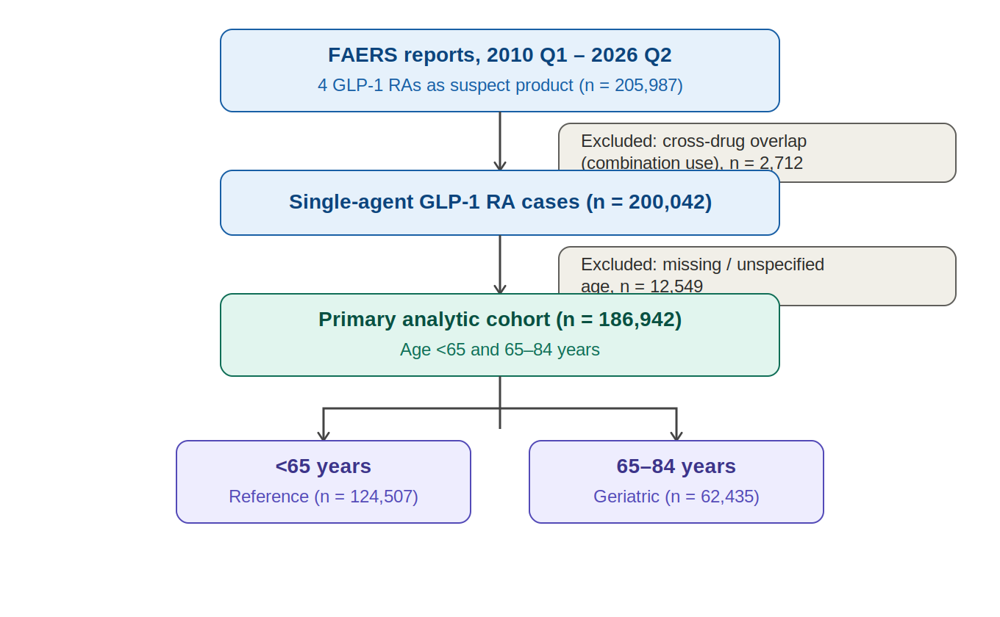 FAERS reports, 2010 Q1 – 2026 Q2
4 GLP-1 RAs as suspect product (n = 205,987)
Excluded: cross-drug overlap
(combination use), n = 2,712
Single-agent GLP-1 RA cases (n = 200,042)
Excluded: missing / unspecified
age, n = 12,549
Primary analytic cohort (n = 186,942)
Age <65 and 65–84 years
<65 years
Reference (n = 124,507)
65–84 years
Geriatric (n = 62,435)